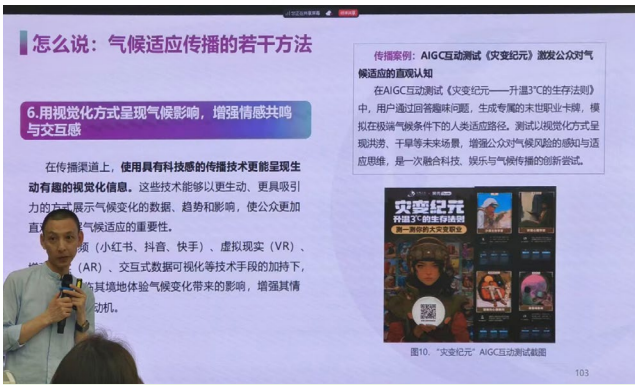 怎么说：气候适应传播的若干方法
6.用视觉化方式呈现气候影响，增强情感共鸣
与交互感
在传播渠道上，使用具有科技感的传播技术更能呈现生
动有趣的视觉化信息。这些技术能够以更生动、更具吸引
力的方式展示气候变化的数据、趋势和影响，使公众更加
气候适应的重要性。
频（小红书、抖音、快手）、虚拟现实（VR）、
（AR）、交互式数据可视化等技术手段的加持下，
临其境地体验气候变化带来的影响，增强其情
动机。
传播案例：AIGC互动测试《灾变纪元》激发公众对气
候适应的直观认知
在AIGC互动测试《灾变纪元——升温3℃的生存法则》
中，用户通过回答趣味问题，生成专属的末世职业卡牌，模
拟在极端气候条件下的人类适应路径。测试以视觉化方式呈
现洪涝、干旱等未来场景，增强公众对气候风险的感知与适
应思维，是一次融合科技、娱乐与气候传播的创新尝试。
灾变纪元
升温3℃的生存法则
测一测你的大灾变职业
图10．“灾变纪元”AIGC互动测试截图
103